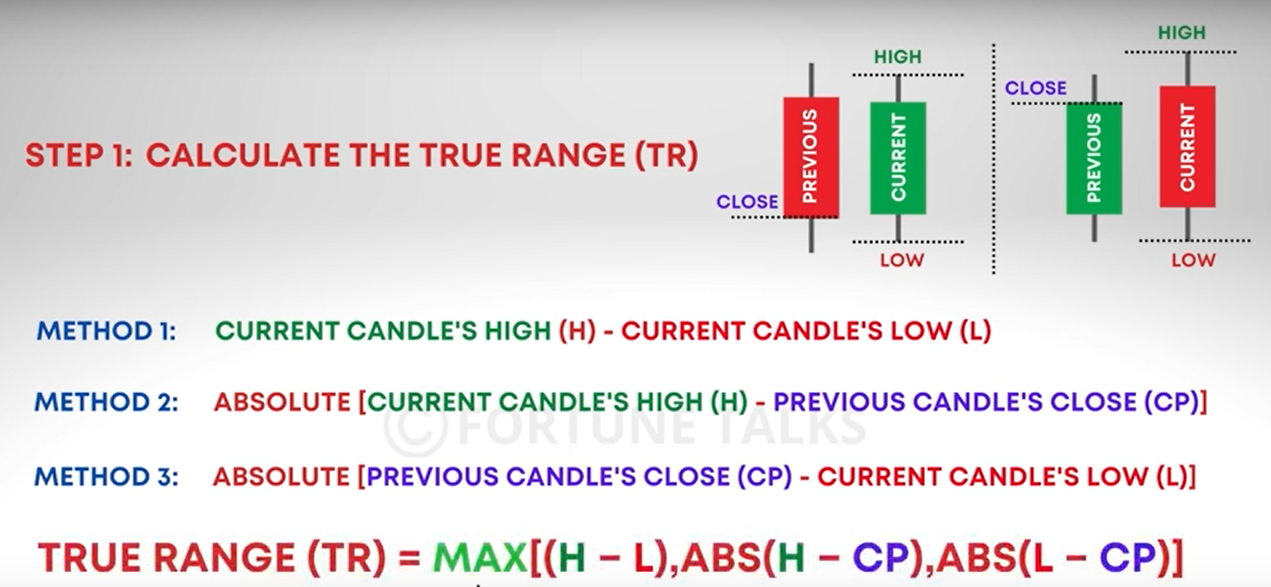 HIGH
HIGH
CLOSE
PREVIOUS
CURRENT
PREVIOUS
CURRENT
STEP 1: CALCULATE THE TRUE RANGE (TR)
CLOSE
LOW
LOW
METHOD 1: CURRENT CANDLE'S HIGH (H) - CURRENT CANDLE'S LOW (L)
METHOD 2: ABSOLUTE [CURRENT CANDLE'S HIGH (H) - PREVIOUS CANDLE'S CLOSE (CP)]
©FORTUNE TALKS
METHOD 3: ABSOLUTE [PREVIOUS CANDLE'S CLOSE (CP) - CURRENT CANDLE'S LOW (L)]
TRUE RANGE (TR) = MAX[(H – L),ABS(H – CP),ABS(L – CP)]